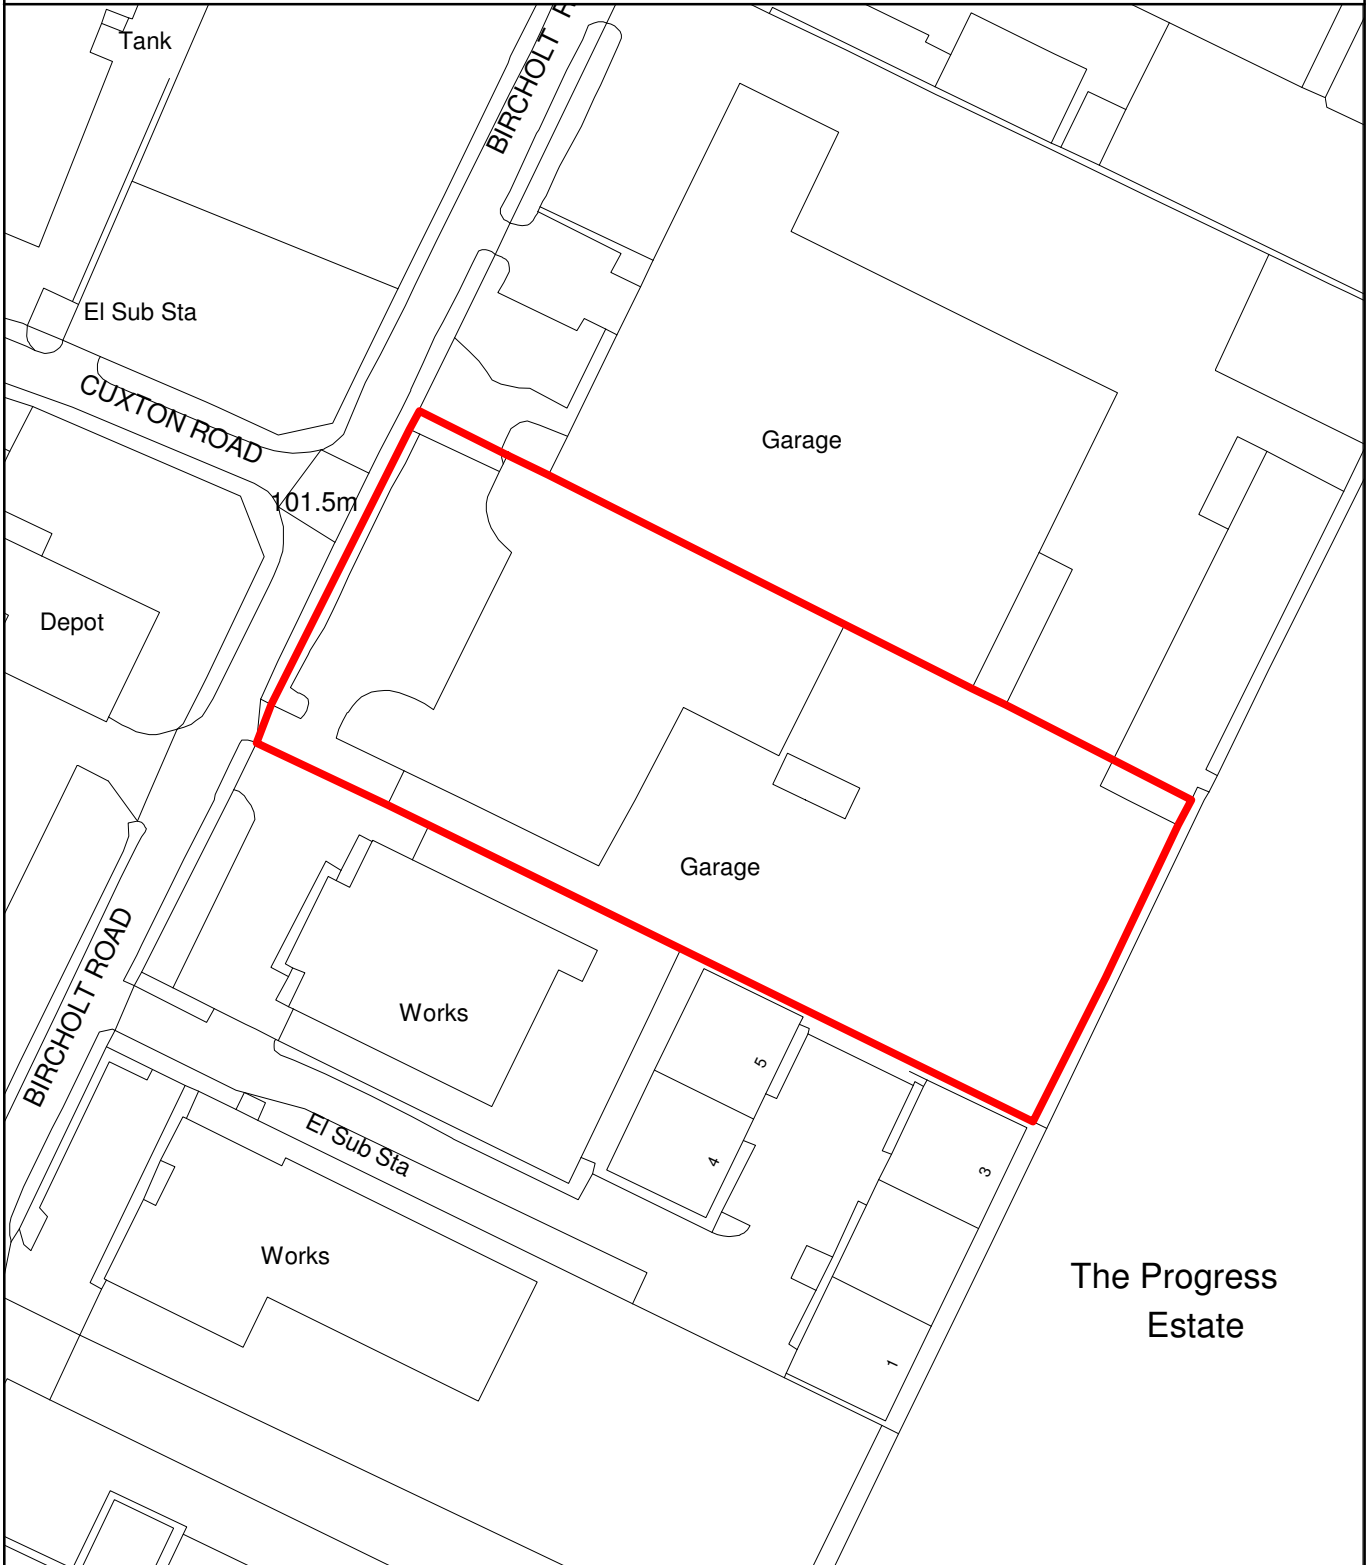 Tank
BIRCHOLT R
El Sub Sta
CUXTON ROAD
Garage
101.5m
Depot
Garage
BIRCHOLT ROAD
Works
5
El Sub Sta
4
3
Works
The Progress
Estate
1